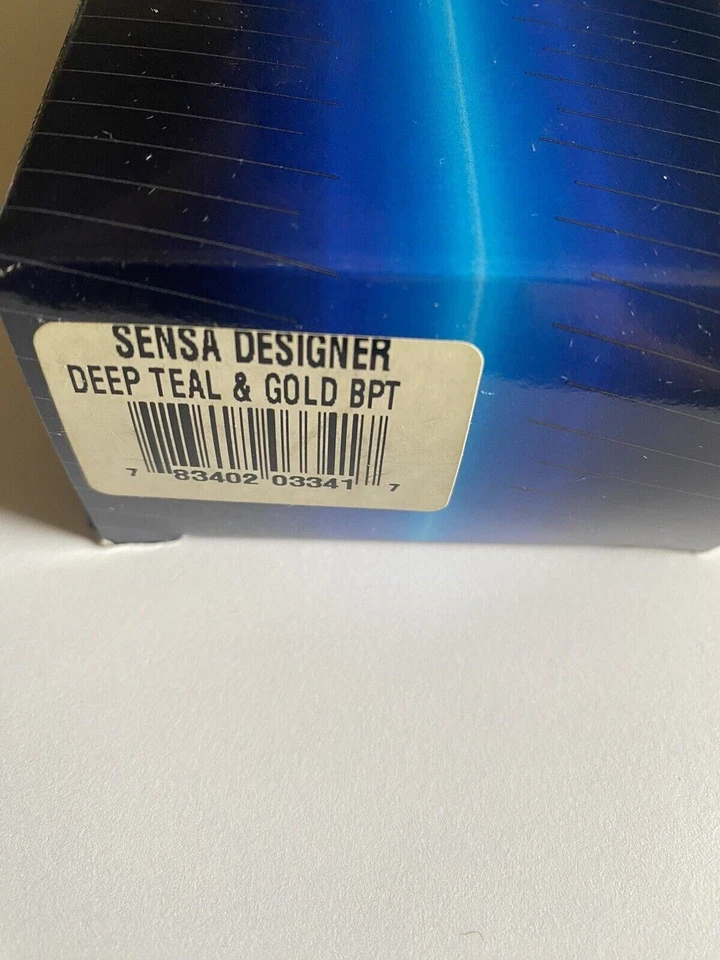 SENSA DESIGNER
DEEP TEAL & GOLD BPT
7 83402 03341 7